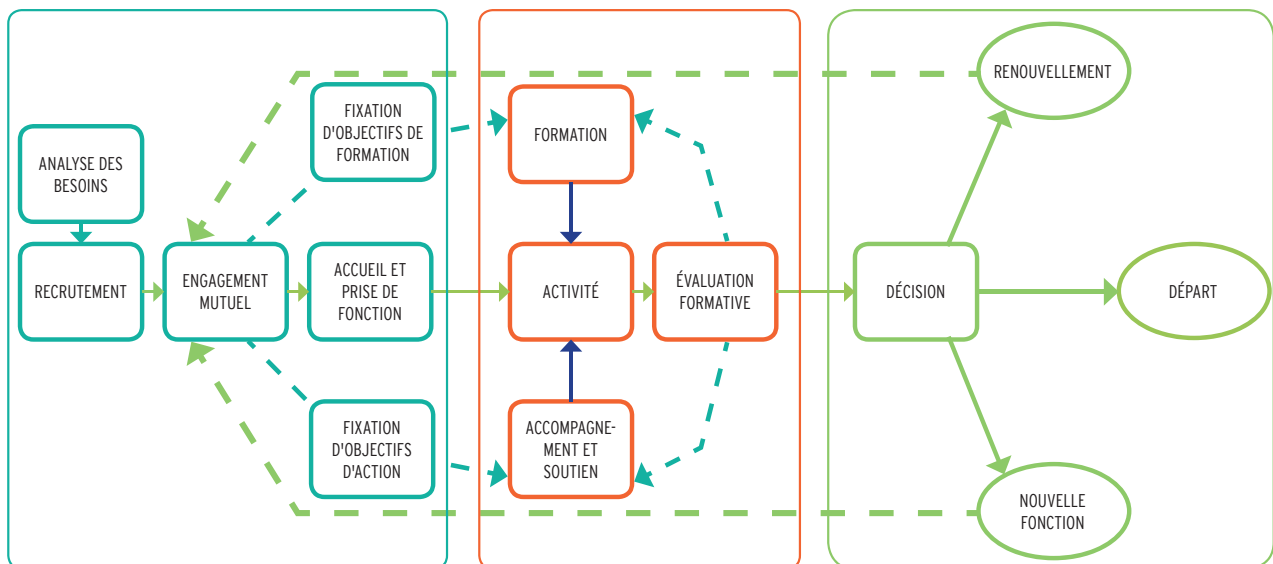 ANALYSE DES
BESOINS
RECRUTEMENT
ENGAGEMENT
MUTUEL
FIXATION
D'OBJECTIFS DE
FORMATION
ACCUEIL ET
PRISE DE
FONCTION
FIXATION
D'OBJECTIFS
D'ACTION
FORMATION
ACTIVITÉ
ACCOMPAGNE-
MENT ET
SOUTIEN
ÉVALUATION
FORMATIVE
DÉCISION
RENOUVELLEMENT
DÉPART
NOUVELLE
FONCTION